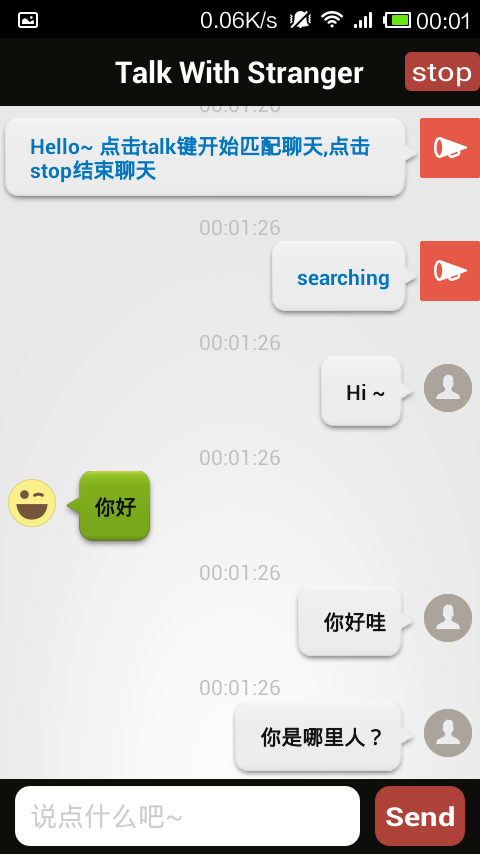 0.06K/s 00:01
Talk With Stranger
stop
00:01:26
Hello~ 点击talk键开始匹配聊天,点击
stop结束聊天
00:01:26
searching
00:01:26
Hi ~
00:01:26
你好
00:01:26
你好哇
00:01:26
你是哪里人？
说点什么吧~
Send